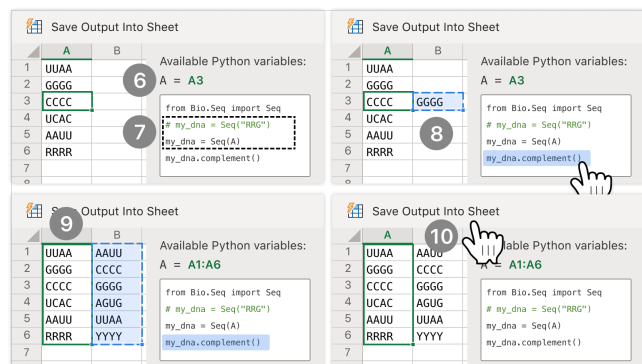 Save Output Into Sheet
A B
1 UUAA
2 GGGG
3 CCCC
4 UCAC
5 AAUU
6 RRRR
7
8
6
Available Python variables:
A = A3
7
from Bio.Seq import Seq
# my_dna = Seq("RRG")
my_dna = Seq(A)
my_dna.complement()
Save Output Into Sheet
A B
1 UUAA
2 GGGG
3 CCCC GGGG
4 UCAC
5 AAUU
6 RRRR
7
8
Available Python variables:
A = A3
from Bio.Seq import Seq
# my_dna = Seq("RRG")
my_dna = Seq(A)
my_dna.complement()
9
Output Into Sheet
A B
1 UUAA AAUU
2 GGGG CCCC
3 CCCC GGGG
4 UCAC AGUG
5 AAUU UUAA
6 RRRR YYYY
7
Available Python variables:
A = A1:A6
from Bio.Seq import Seq
# my_dna = Seq("RRG")
my_dna = Seq(A)
my_dna.complement()
Save Output Into Sheet
10
A
1 UUAA AAUU
2 GGGG CCCC
3 CCCC GGGG
4 UCAC AGUG
5 AAUU UUAA
6 RRRR YYYY
7
Python variables:
A = A1:A6
from Bio.Seq import Seq
# my_dna = Seq("RRG")
my_dna = Seq(A)
my_dna.complement()